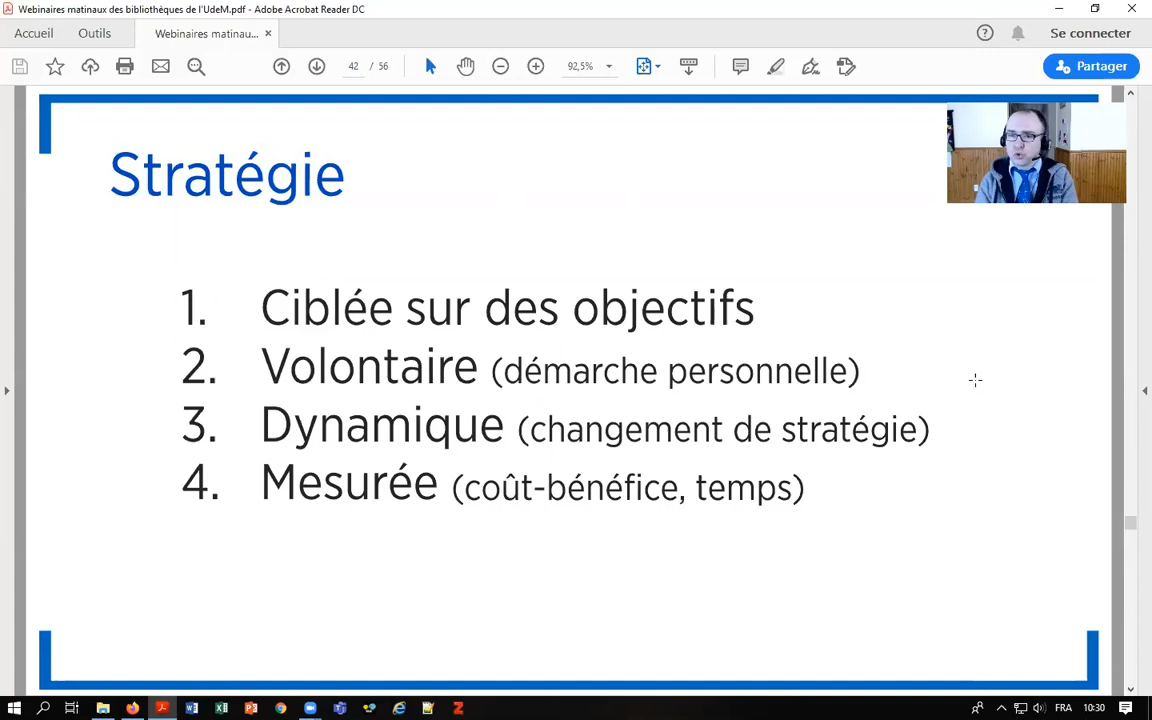 Webinaires matinaux des bibliothèques de l'UdeM.pdf - Adobe Acrobat Reader DC
Accueil Outils Webinaires matinau... × Se connecter
42 / 56 92,5% Partager
Stratégie
1. Ciblée sur des objectifs
2. Volontaire (démarche personnelle)
3. Dynamique (changement de stratégie)
4. Mesurée (coût-bénéfice, temps)
FRA 10:30